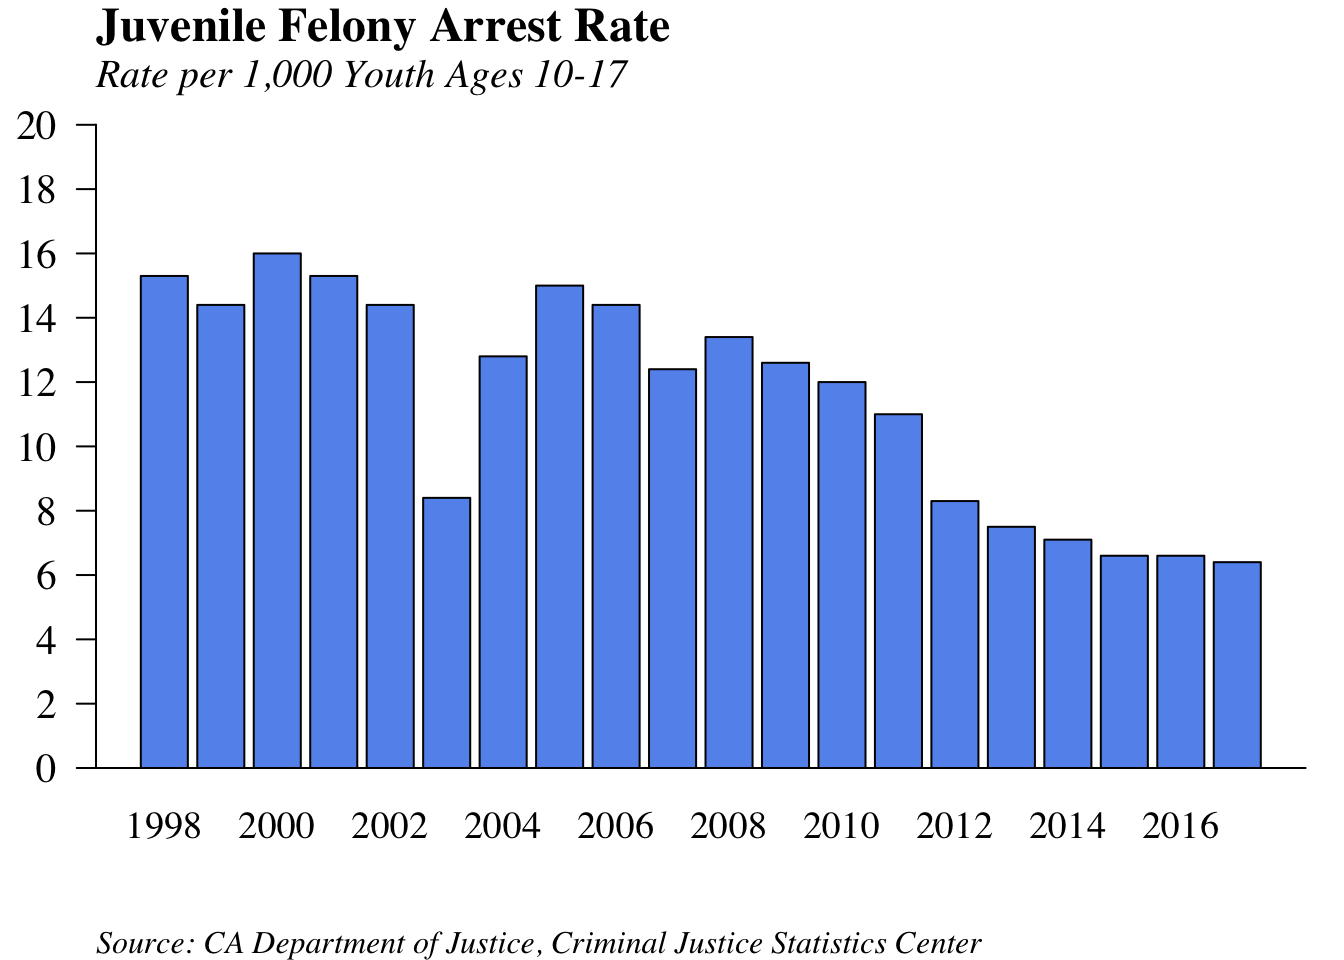 Juvenile Felony Arrest Rate
Rate per 1,000 Youth Ages 10-17
20
18
16
14
12
10
8
6
4
2
0
1998 2000 2002 2004 2006 2008 2010 2012 2014 2016
Source: CA Department of Justice, Criminal Justice Statistics Center